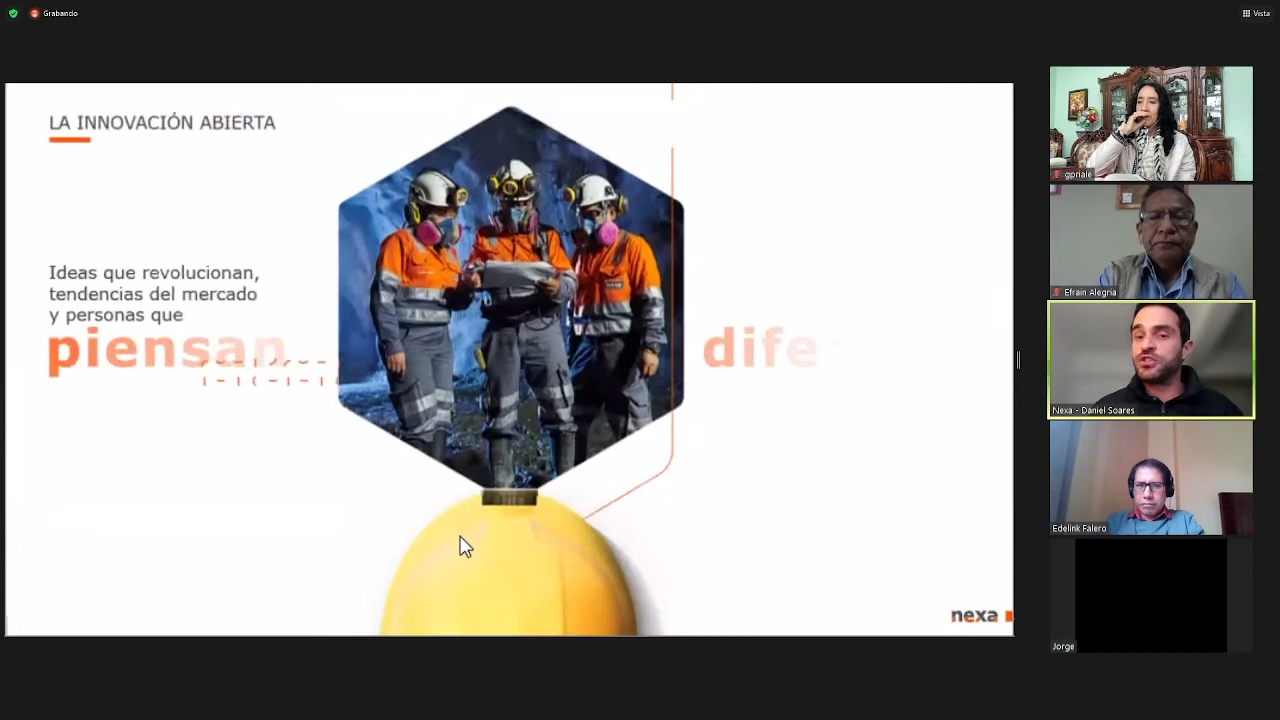 Grabando
Vista
LA INNOVACIÓN ABIERTA
Ideas que revolucionan,
tendencias del mercado
y personas que
piensan
dife
nexa
gpriale
Efrain Alegria
Nexa - Daniel Soares
Edelink Falero
Jorge